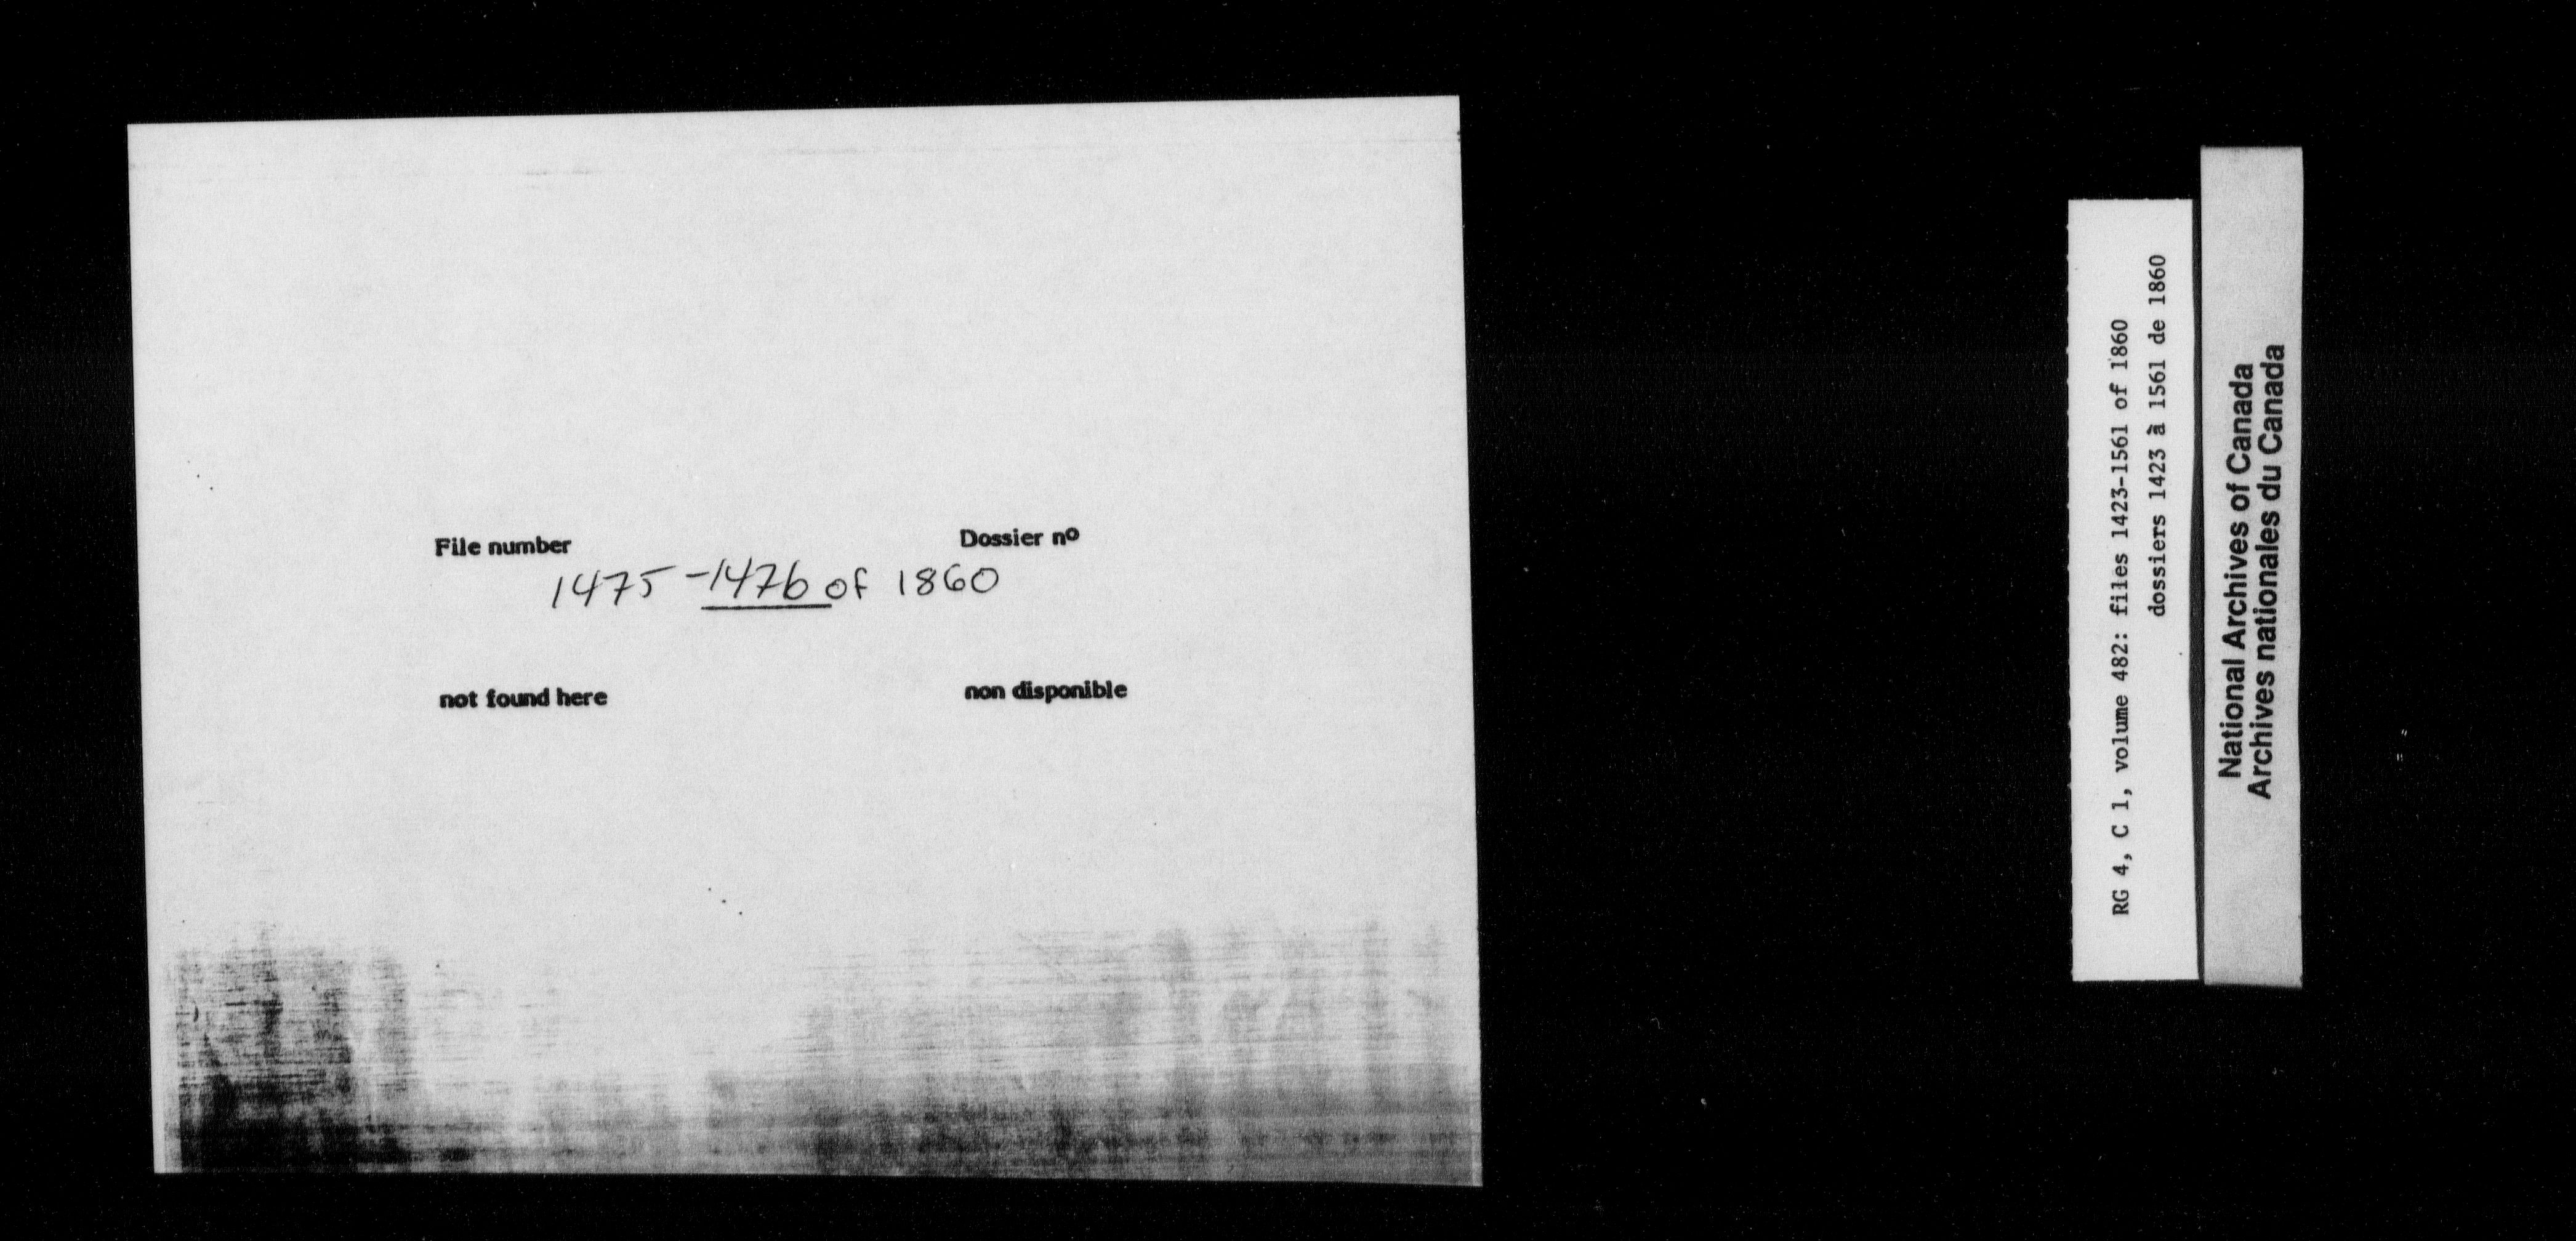 File number
Dossier nº
1475-1476 of 1860
not found here
non disponible
RG 4, C 1, volume 482: files 1423-1561 of 1860
dossiers 1423 à 1561 de 1860
National Archives of Canada
Archives nationales du Canada